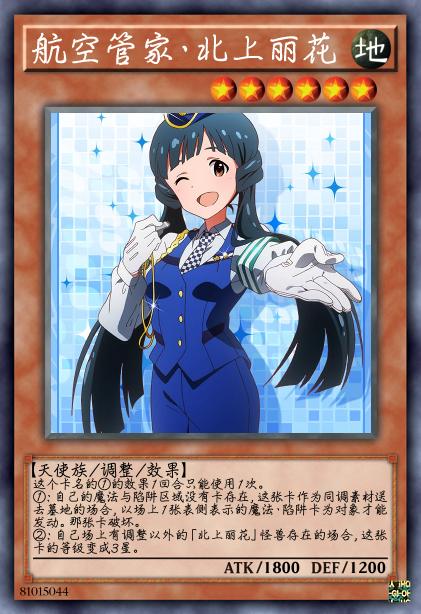 航空管家·北上丽花 地
【天使族/调整/效果】
这个卡名的①的效果1回合只能使用1次。
①:自己的魔法与陷阱区域没有卡存在,这张卡作为同调素材送
去墓地的场合,以场上1张表侧表示的魔法·陷阱卡为对象才能
发动。那张卡破坏。
②:自己场上有调整以外的「北上丽花」怪兽存在的场合,这张
卡的等级变成3星。
ATK/1800 DEF/1200
81015044